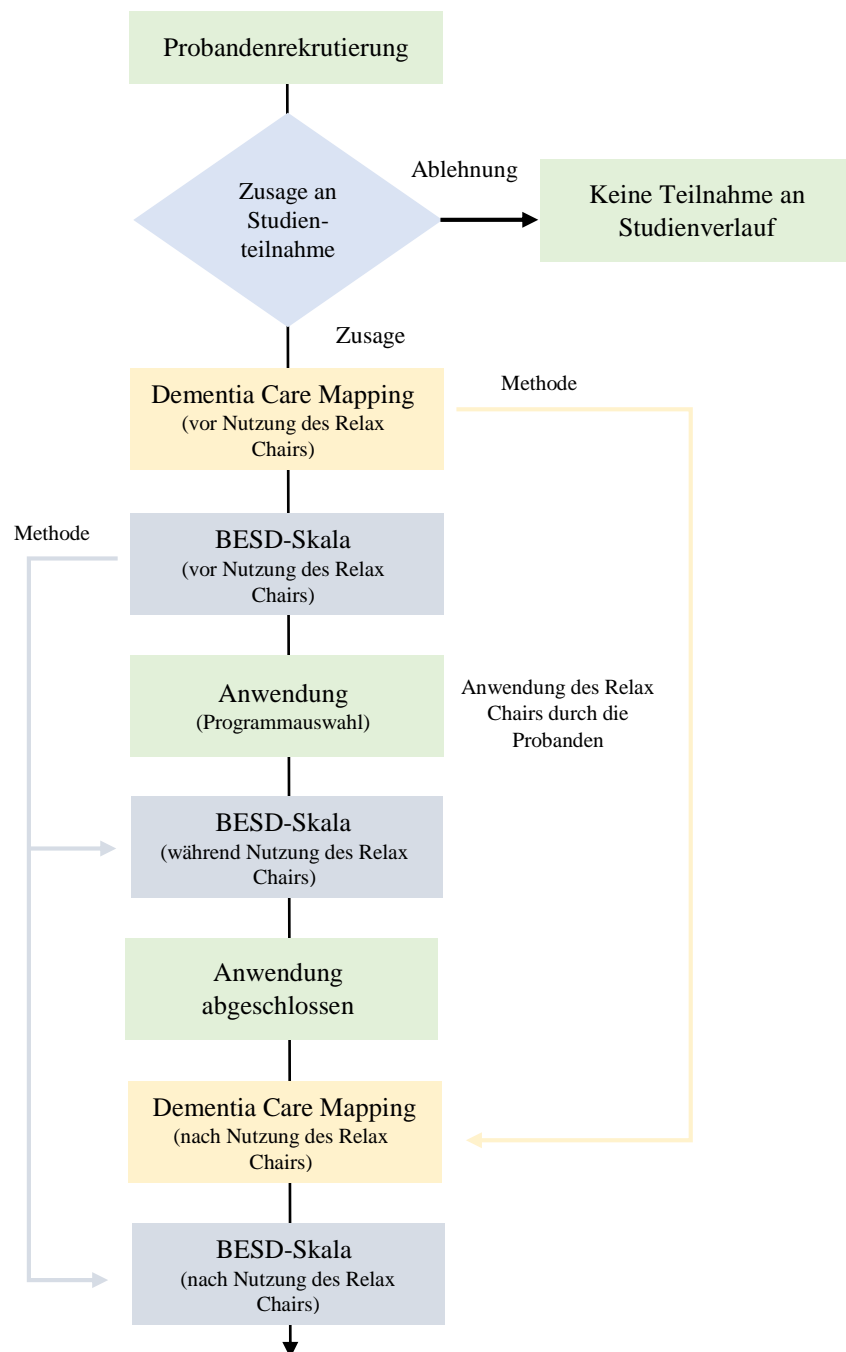 Probandenrekrutierung
Zusage an
Studien-
teilnahme
Ablehnung
Keine Teilnahme an
Studienverlauf
Zusage
Dementia Care Mapping
(vor Nutzung des Relax
Chairs)
Methode
Methode
BESD-Skala
(vor Nutzung des Relax
Chairs)
Anwendung
(Programmauswahl)
Anwendung des Relax
Chairs durch die
Probanden
BESD-Skala
(während Nutzung des Relax
Chairs)
Anwendung
abgeschlossen
Dementia Care Mapping
(nach Nutzung des Relax
Chairs)
BESD-Skala
(nach Nutzung des Relax
Chairs)